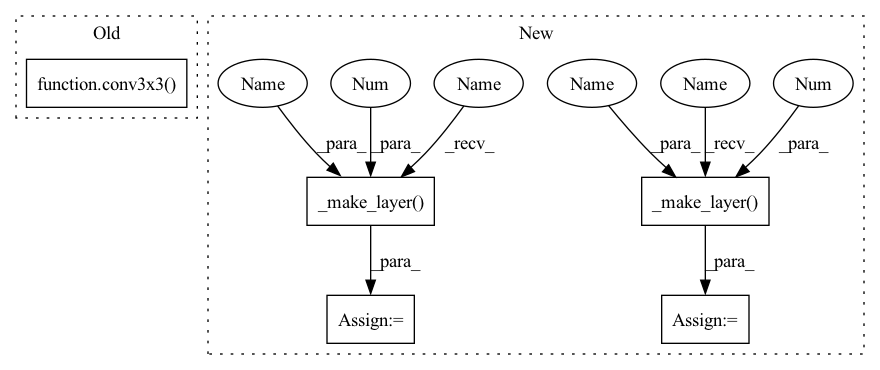 Old
New
function.conv3x3()
Name
Num
Name
Name
Name
Num
_para_
_para_
_recv_
_para_
_recv_
_para_
_make_layer()
_make_layer()
_para_
_para_
Assign:=
Assign:=